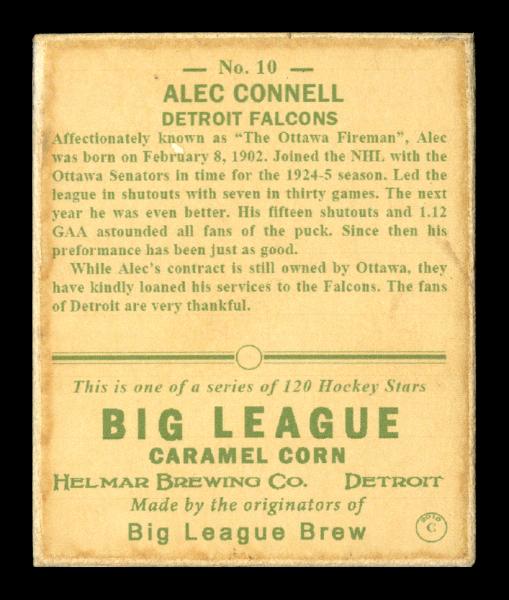 — No. 10 —
ALEC CONNELL
DETROIT FALCONS
Affectionately known as “The Ottawa Fireman”, Alec
was born on February 8, 1902. Joined the NHL with the
Ottawa Senators in time for the 1924-5 season. Led the
league in shutouts with seven in thirty games. The next
year he was even better. His fifteen shutouts and 1.12
GAA astounded all fans of the puck. Since then his
preformance has been just as good.
While Alec’s contract is still owned by Ottawa, they
have kindly loaned his services to the Falcons. The fans
of Detroit are very thankful.
This is one of a series of 120 Hockey Stars
BIG LEAGUE
CARAMEL CORN
HELMAR BREWING CO. DETROIT
Made by the originators of
Big League Brew
2010
C